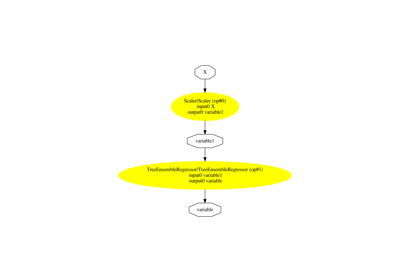 X
Scaler/Scaler (op#0)
input0 X
output0 variable1
variable1
TreeEnsembleRegressor/TreeEnsembleRegressor (op#1)
input0 variable1
output0 variable
variable